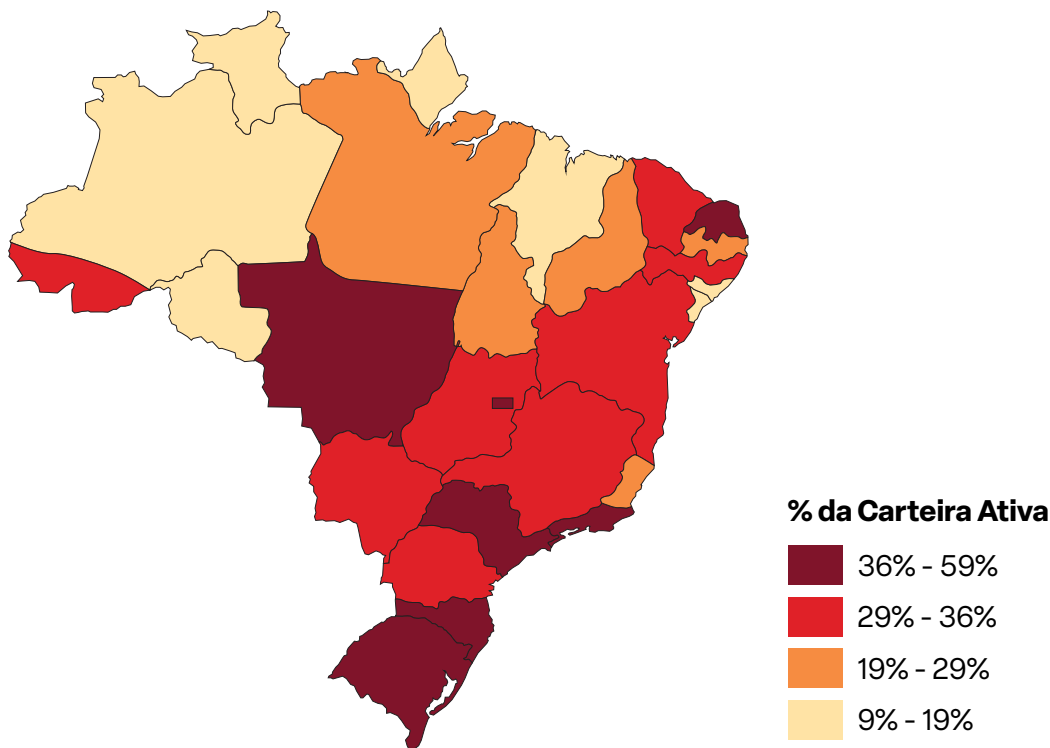 % da Carteira Ativa
36% - 59%
29% - 36%
19% - 29%
9% - 19%